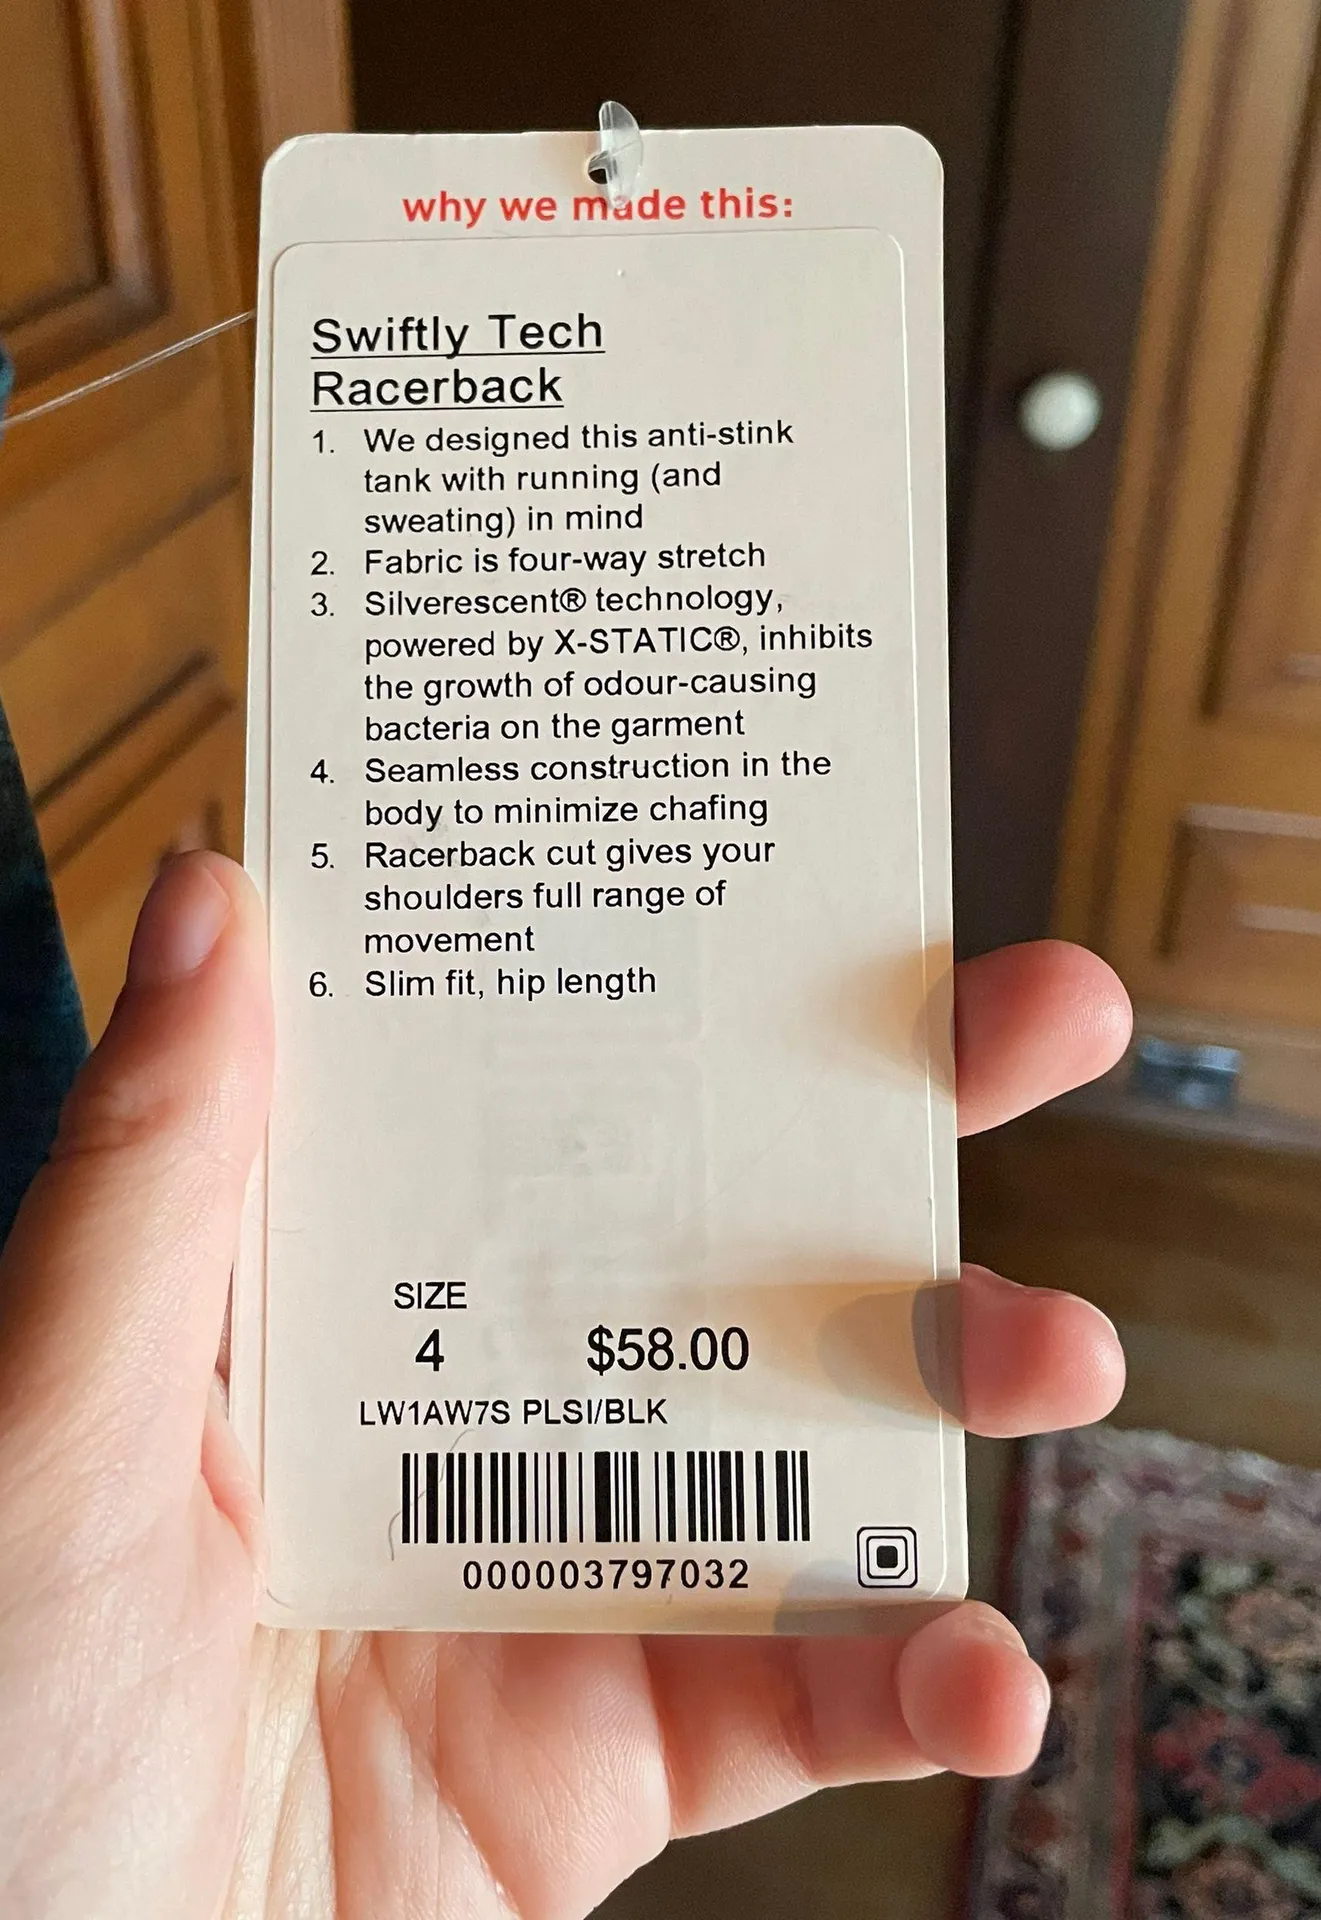 why we made this:
Swiftly Tech
Racerback
1. We designed this anti-stink
tank with running (and
sweating) in mind
2. Fabric is four-way stretch
3. Silverescent® technology,
powered by X-STATIC®, inhibits
the growth of odour-causing
bacteria on the garment
4. Seamless construction in the
body to minimize chafing
5. Racerback cut gives your
shoulders full range of
movement
6. Slim fit, hip length
SIZE
4 $58.00
LW1AW7S PLSI/BLK
000003797032